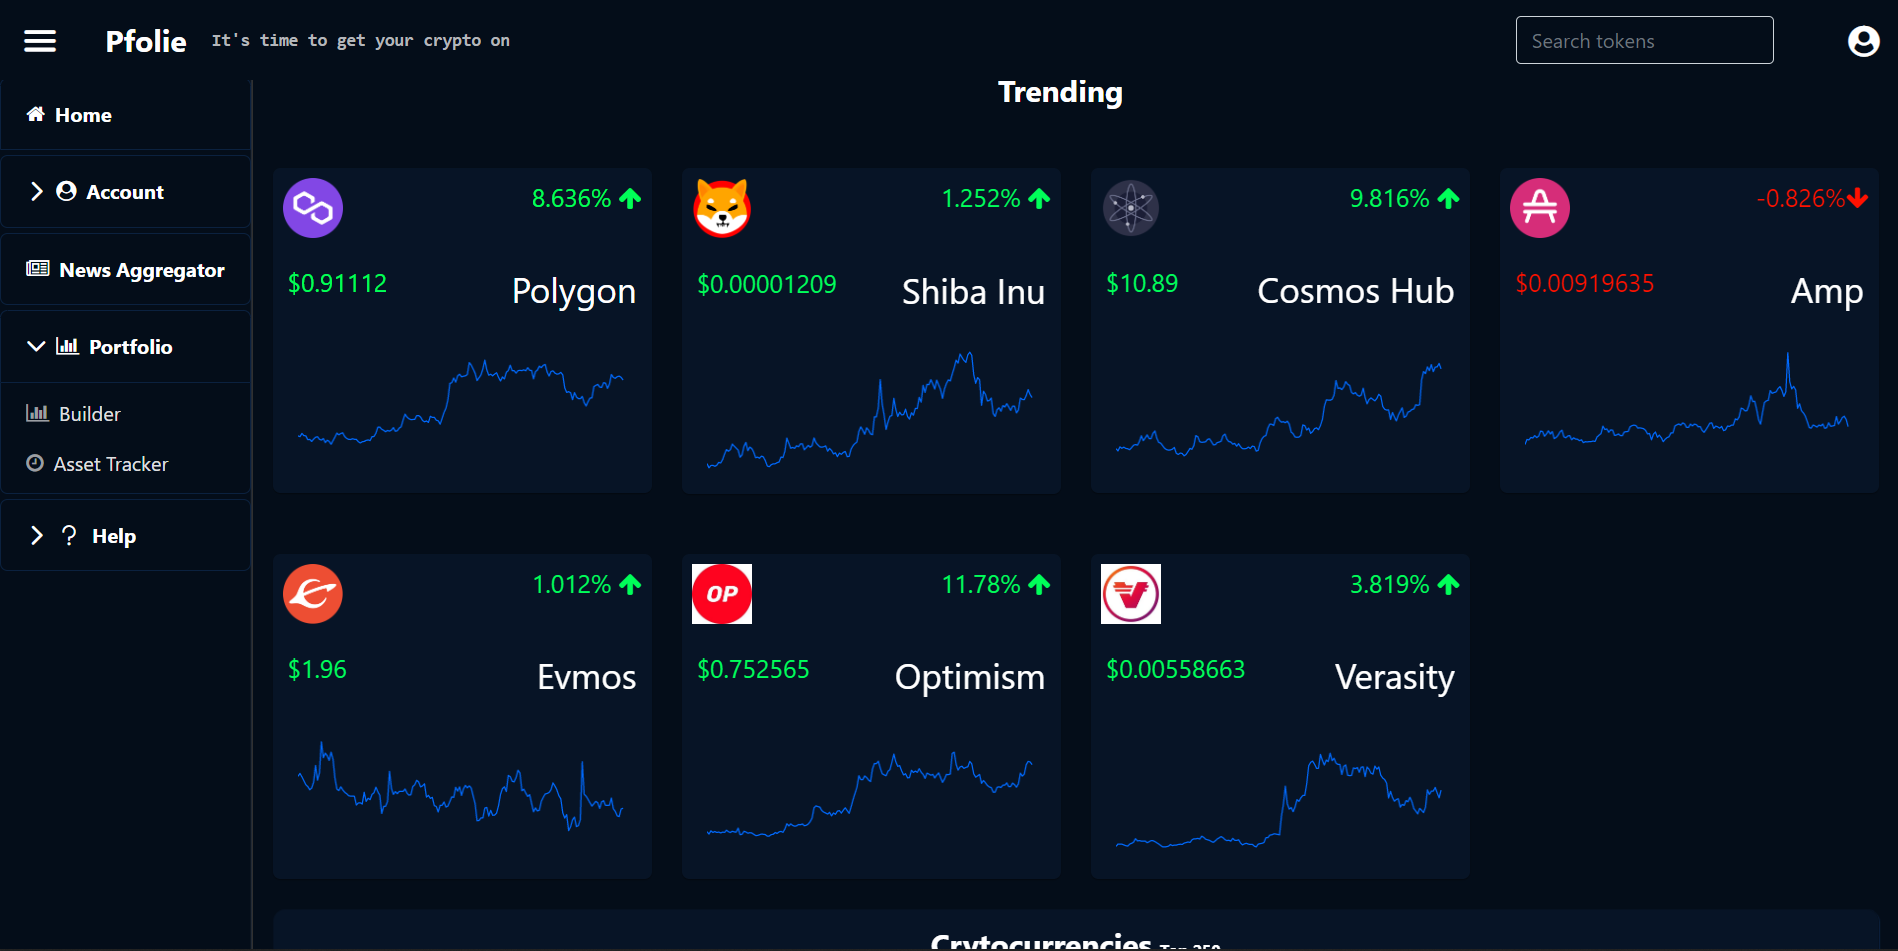 Pfolie It's time to get your crypto on
Search tokens
Home
Account
News Aggregator
Portfolio
Builder
Asset Tracker
Help
Trending
8.636%
$0.91112 Polygon
1.252%
$0.00001209 Shiba Inu
9.816%
$10.89 Cosmos Hub
-0.826%
$0.00919635 Amp
1.012%
$1.96 Evmos
OP 11.78%
$0.752565 Optimism
3.819%
$0.00558663 Verasity
Crytocurrencies Top 250